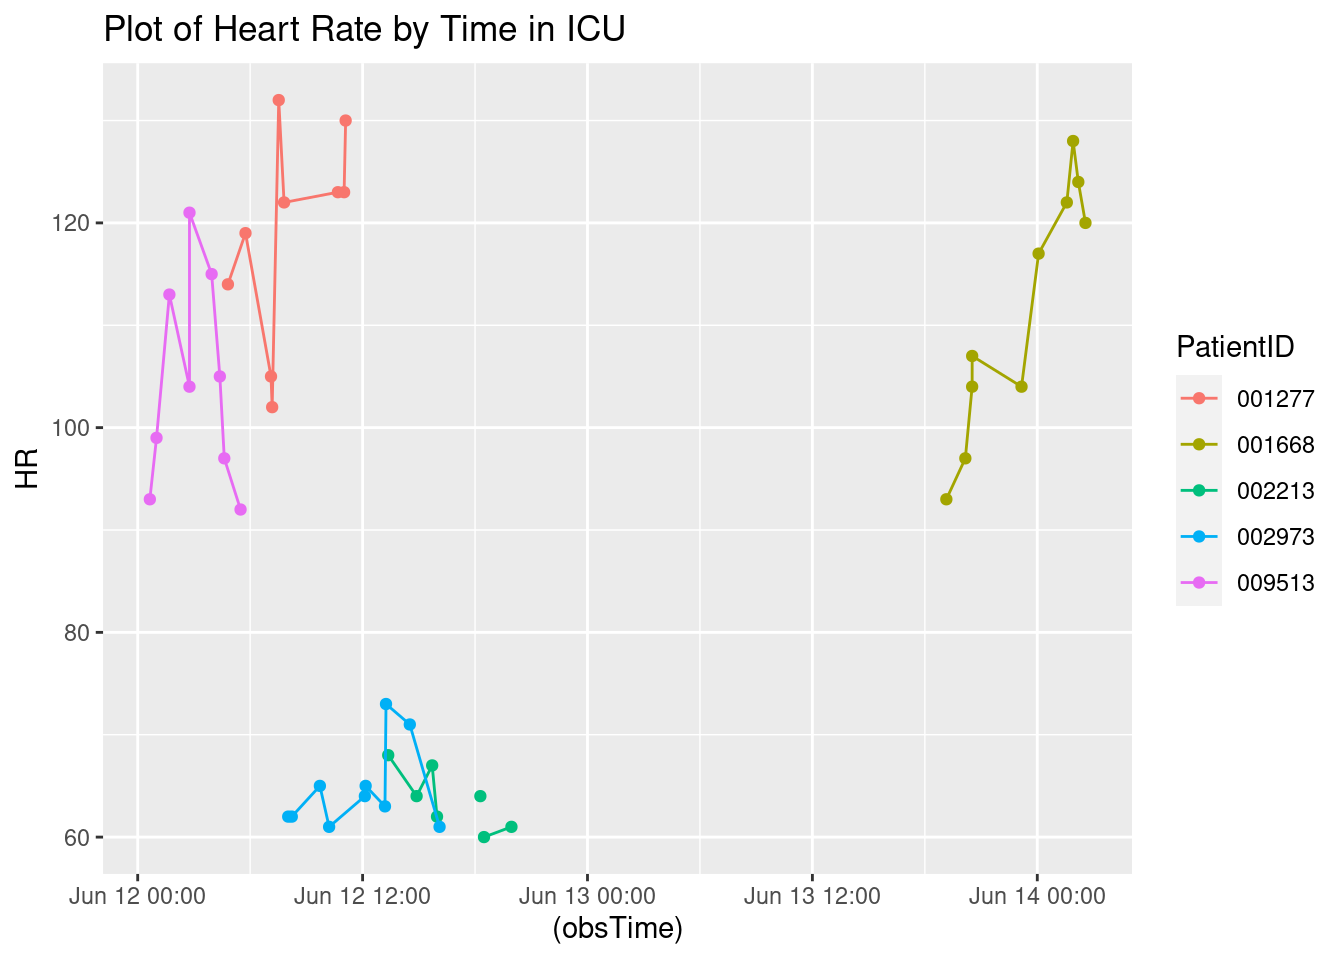 Plot of Heart Rate by Time in ICU
120
100
80
60
HR
Jun 12 00:00 Jun 12 12:00 Jun 13 00:00 Jun 13 12:00 Jun 14 00:00
(obsTime)
PatientID
001277
001668
002213
002973
009513